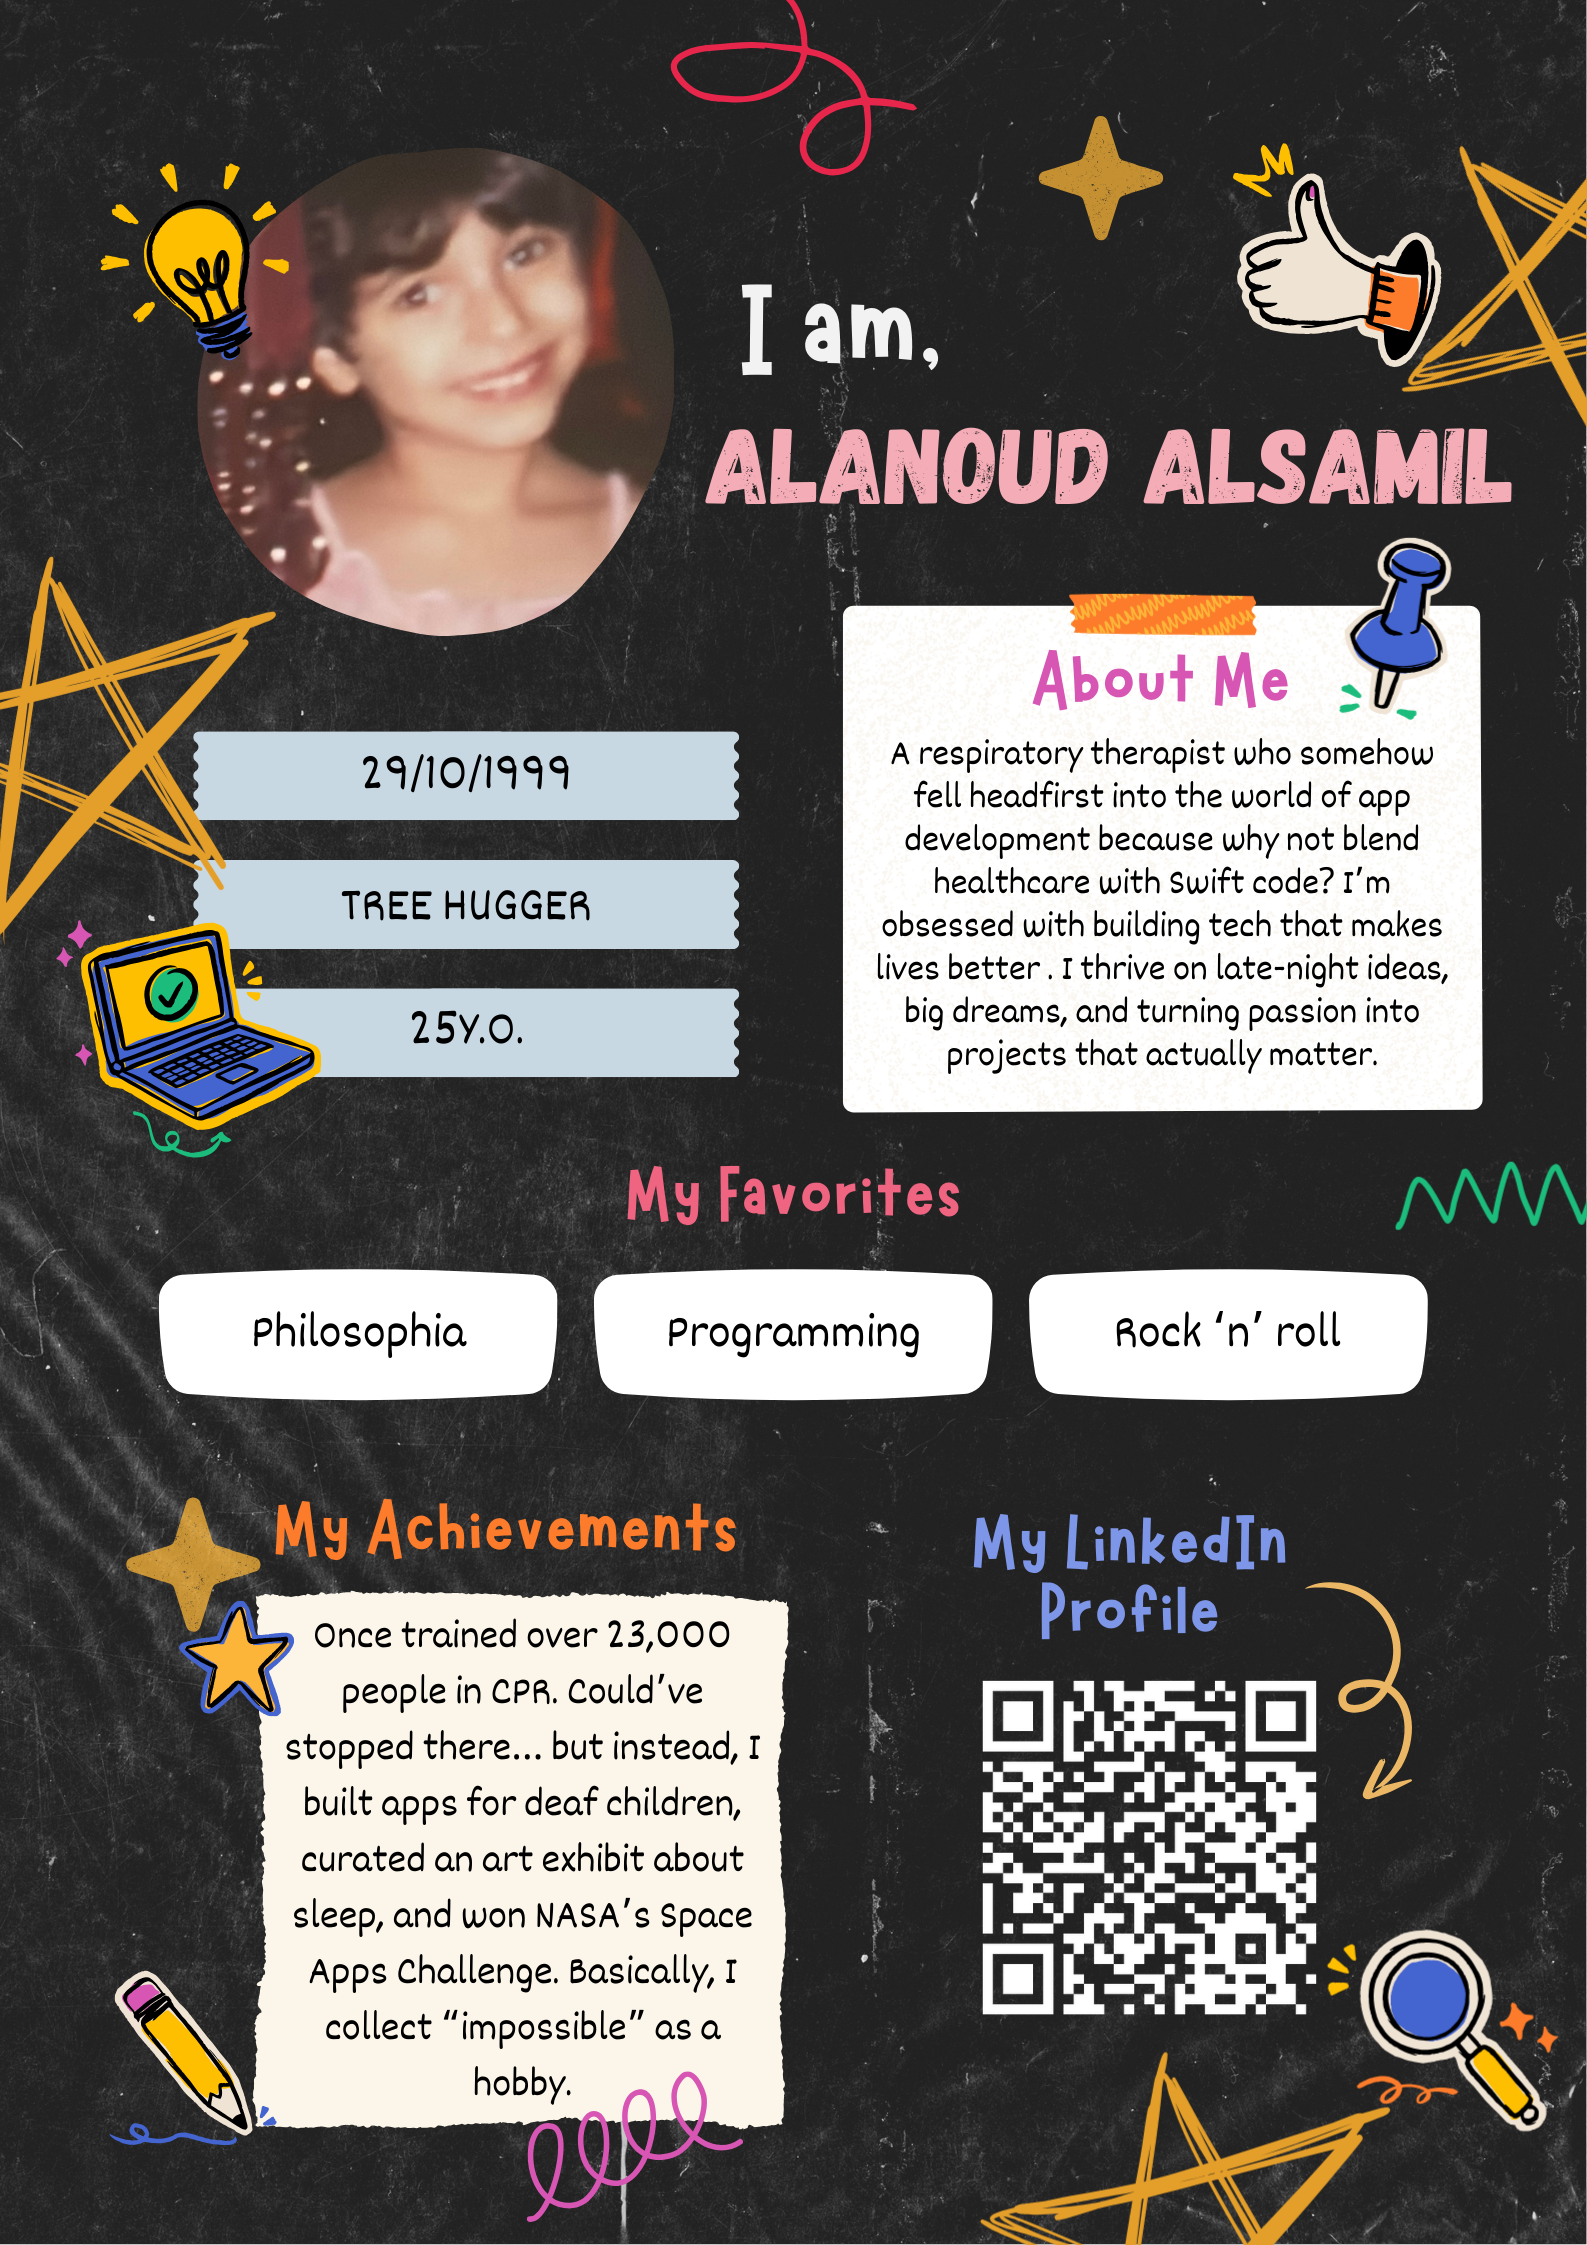 I am,
ALANOUD ALSAMIL
29/10/1999
TREE HUGGER
25Y.O.
About Me
A respiratory therapist who somehow
fell headfirst into the world of app
development because why not blend
healthcare with Swift code? I'm
obsessed with building tech that makes
lives better . I thrive on late-night ideas,
big dreams, and turning passion into
projects that actually matter.
My Favorites
Philosophia
Programming
Rock 'n' roll
My Achievements
Once trained over 23,000
people in CPR. Could've
stopped there... but instead, I
built apps for deaf children,
curated an art exhibit about
sleep, and won NASA's Space
Apps Challenge. Basically, I
collect “impossible” as a
hobby.
My LinkedIn
Profile